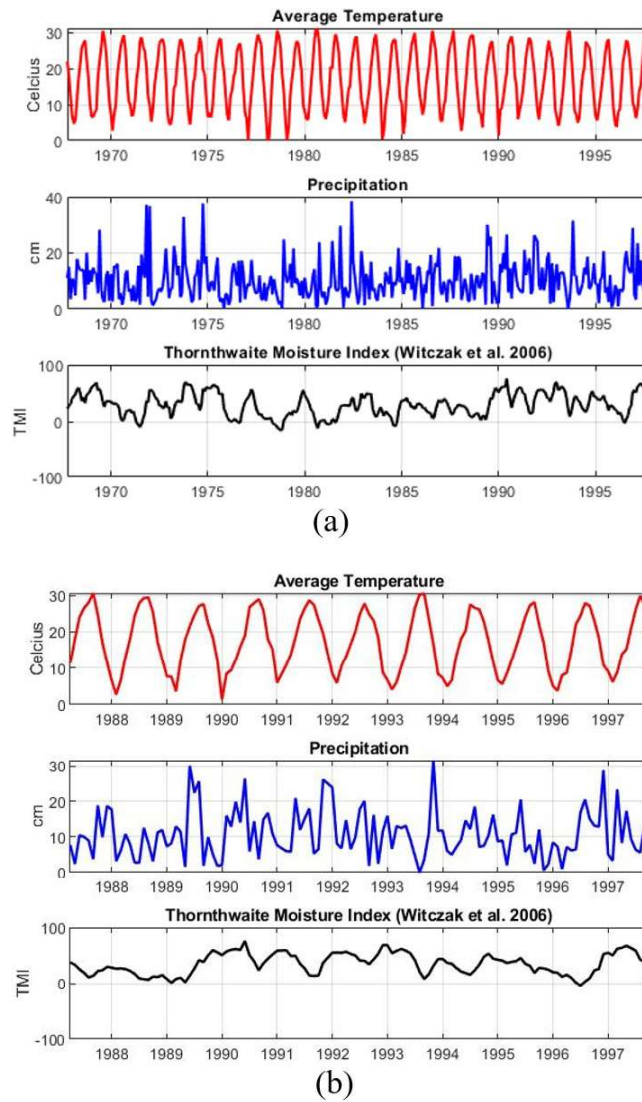 Average Temperature
Celcius
30
20
10
0
1970 1975 1980 1985 1990 1995
Precipitation
cm
40
20
0
1970 1975 1980 1985 1990 1995
Thornthwaite Moisture Index (Witczak et al. 2006)
TMI
100
0
-100
1970 1975 1980 1985 1990 1995
(a)
Average Temperature
Celcius
30
20
10
0
1988 1989 1990 1991 1992 1993 1994 1995 1996 1997
Precipitation
cm
30
20
10
0
1988 1989 1990 1991 1992 1993 1994 1995 1996 1997
Thornthwaite Moisture Index (Witczak et al. 2006)
TMI
100
0
-100
1988 1989 1990 1991 1992 1993 1994 1995 1996 1997
(b)